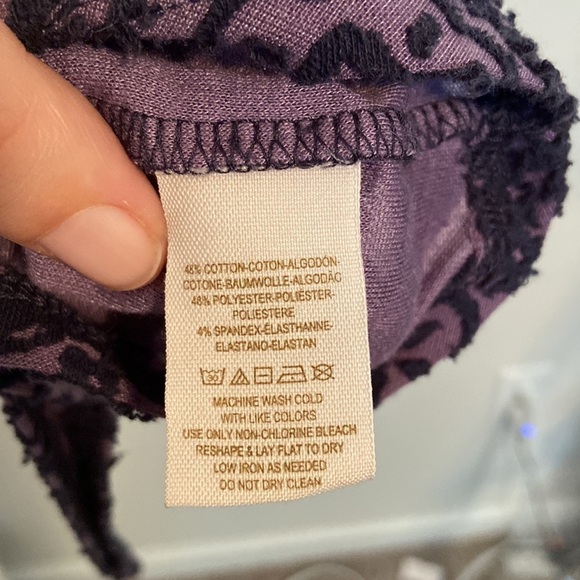 48% COTTON-COTON-ALGODÓN-
COTONE-BAUMWOLLE-ALGODÃO
48% POLYESTER-POLIESTER-
POLIESTERE
4% SPANDEX-ELASTHANNE-
ELASTANO-ELASTAN
30
MACHINE WASH COLD
WITH LIKE COLORS
USE ONLY NON-CHLORINE BLEACH
RESHAPE & LAY FLAT TO DRY
LOW IRON AS NEEDED
DO NOT DRY CLEAN